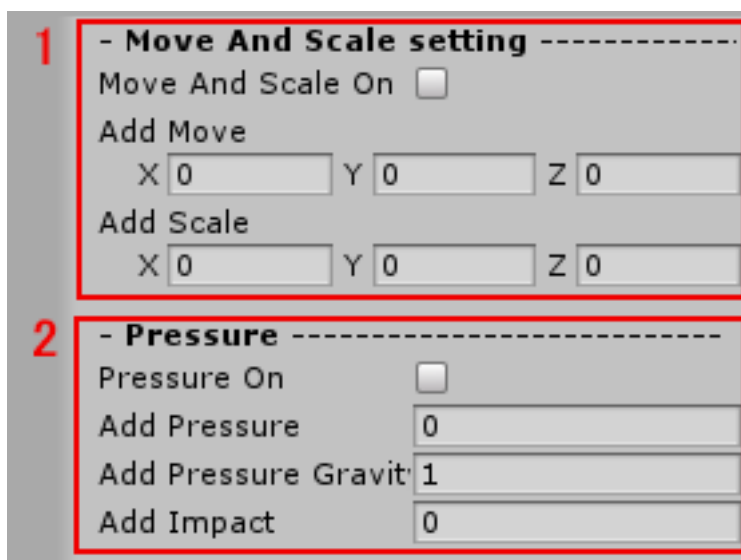 1
- Move And Scale setting ------------
Move And Scale On
Add Move
X 0 Y 0 Z 0
Add Scale
X 0 Y 0 Z 0
2
- Pressure --------------------------
Pressure On
Add Pressure 0
Add Pressure Gravit 1
Add Impact 0